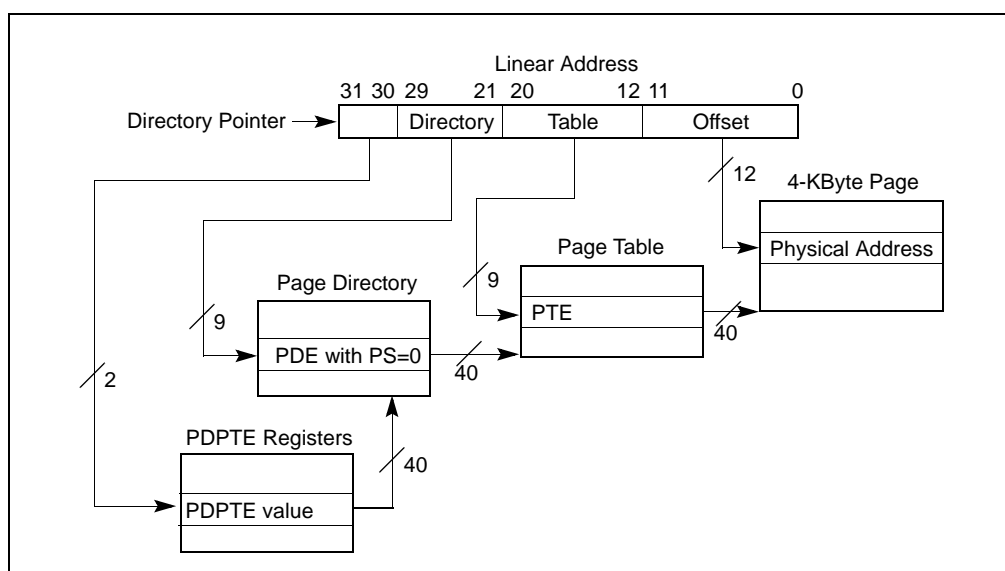 Linear Address
31 30 29 21 20 12 11 0
Directory Pointer Directory Table Offset
12
4-KByte Page
Physical Address
Page Table
9
PTE
40
Page Directory
9
PDE with PS=0
40
2
PDPTE Registers
40
PDPTE value